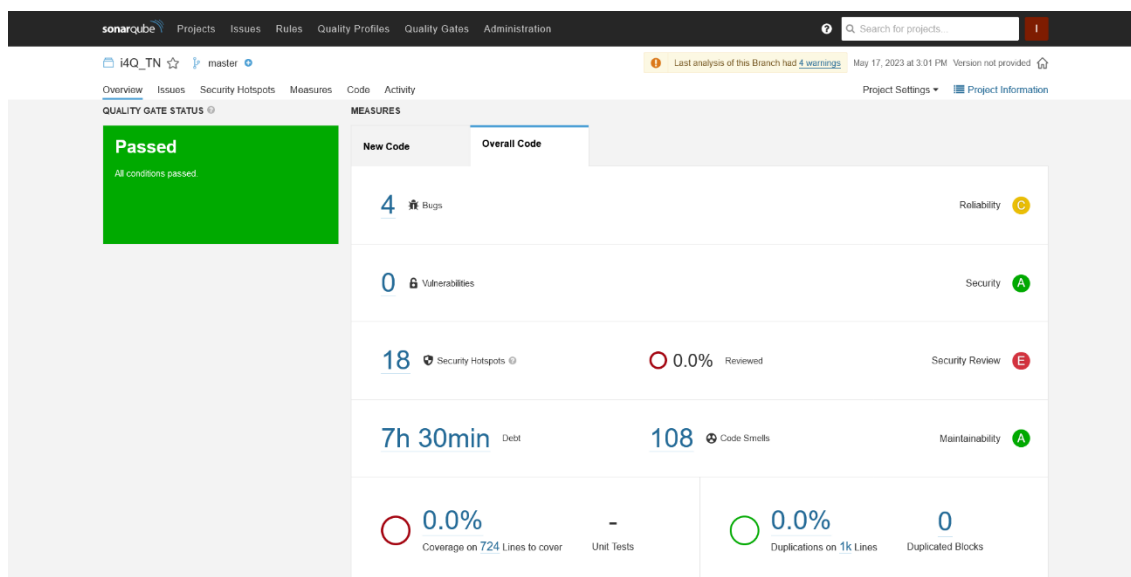 sonarqube Projects Issues Rules Quality Profiles Quality Gates Administration ? Search for projects... I
i4Q_TN master Last analysis of this Branch had 4 warnings May 17, 2023 at 3:01 PM Version not provided
Overview Issues Security Hotspots Measures Code Activity Project Settings Project Information
QUALITY GATE STATUS ? MEASURES
Passed
All conditions passed.
New Code Overall Code
4 Bugs Reliability C
0 Vulnerabilities Security A
18 Security Hotspots ? 0.0% Reviewed Security Review E
7h 30min Debt 108 Code Smells Maintainability A
0.0% - 0.0% 0
Coverage on 724 Lines to cover Unit Tests Duplications on 1k Lines Duplicated Blocks